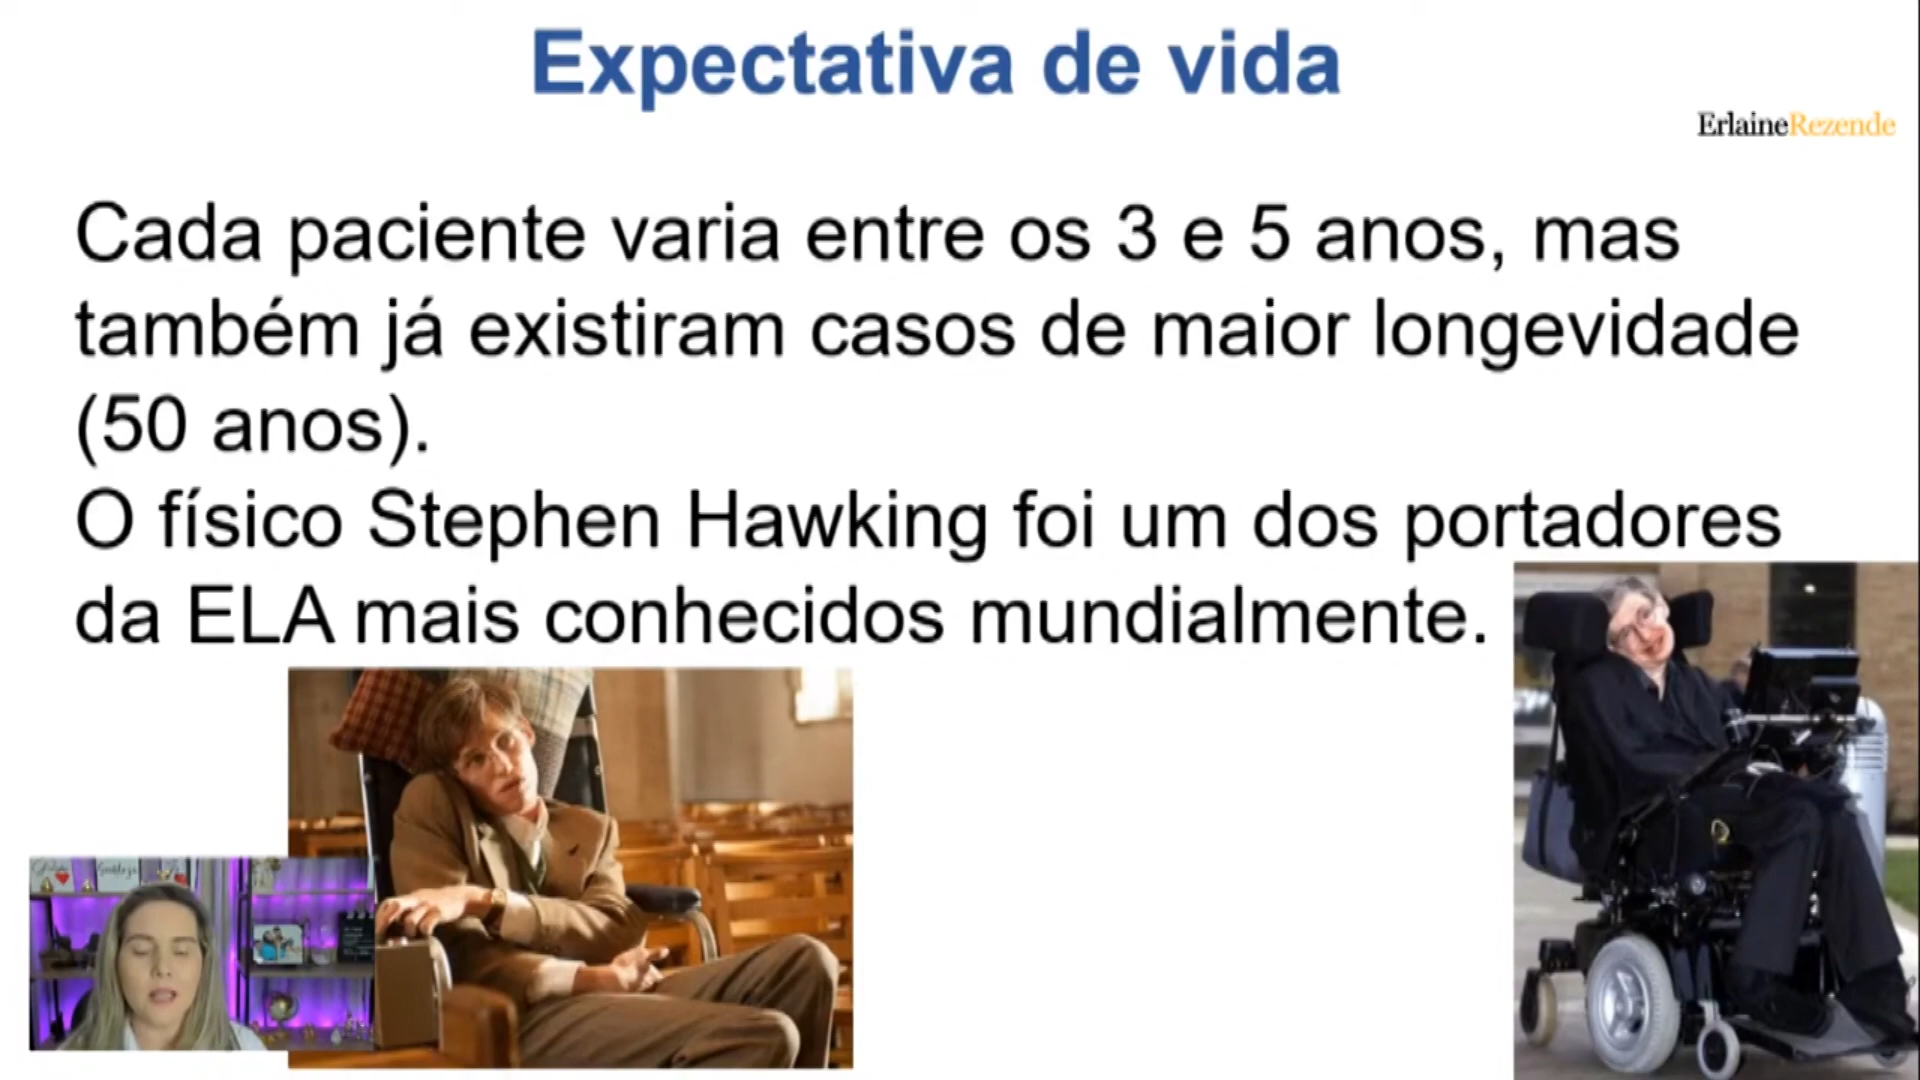 Expectativa de vida
ErlaineRezende
Cada paciente varia entre os 3 e 5 anos, mas
também já existiram casos de maior longevidade
(50 anos).
O físico Stephen Hawking foi um dos portadores
da ELA mais conhecidos mundialmente.